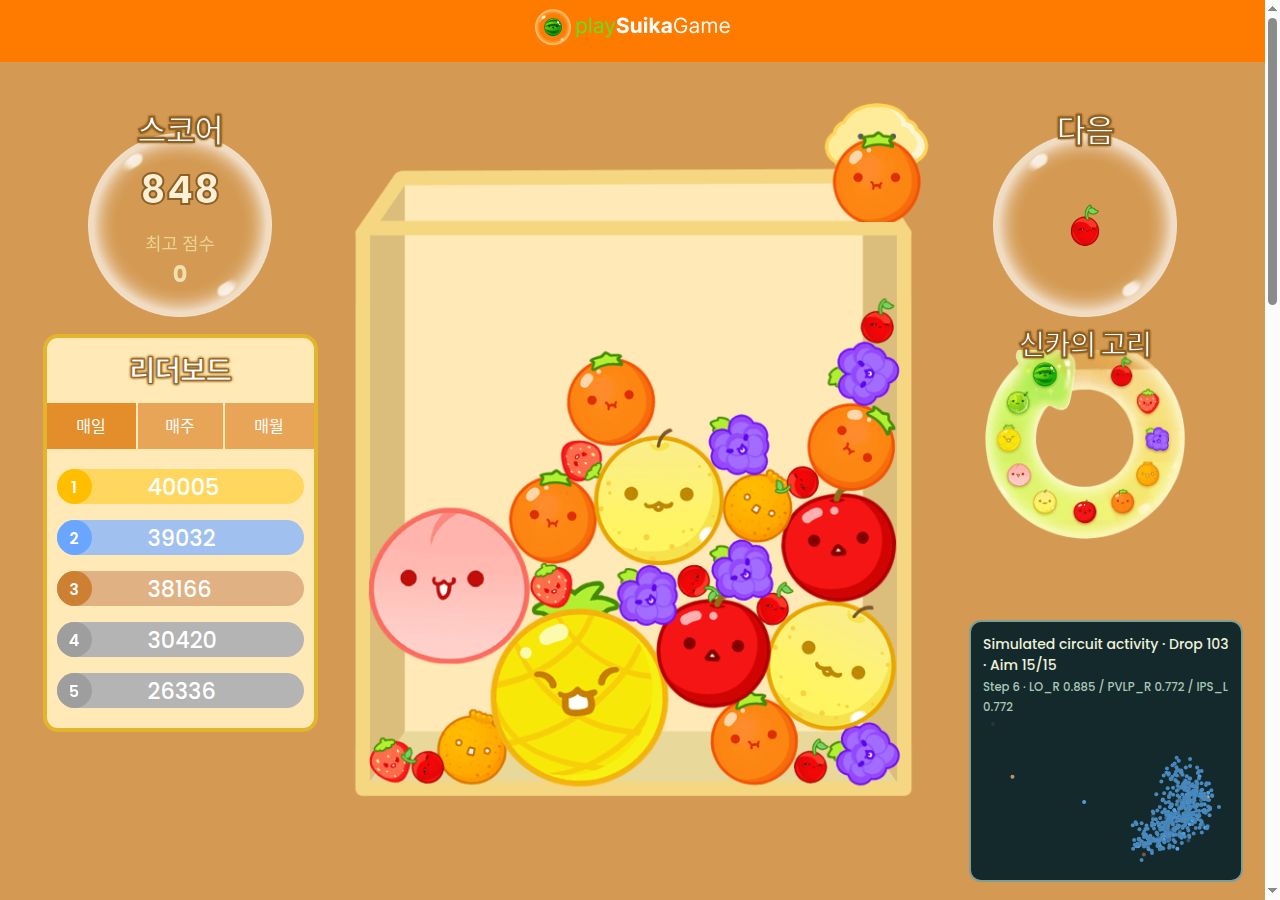 playSuikaGame
스코어
848
최고 점수
0
리더보드
매일 매주 매월
1 40005
2 39032
3 38166
4 30420
5 26336
다음
신카의 고리
Simulated circuit activity · Drop 103
· Aim 15/15
Step 6 · LO_R 0.885 / PVLP_R 0.772 / IPS_L
0.772